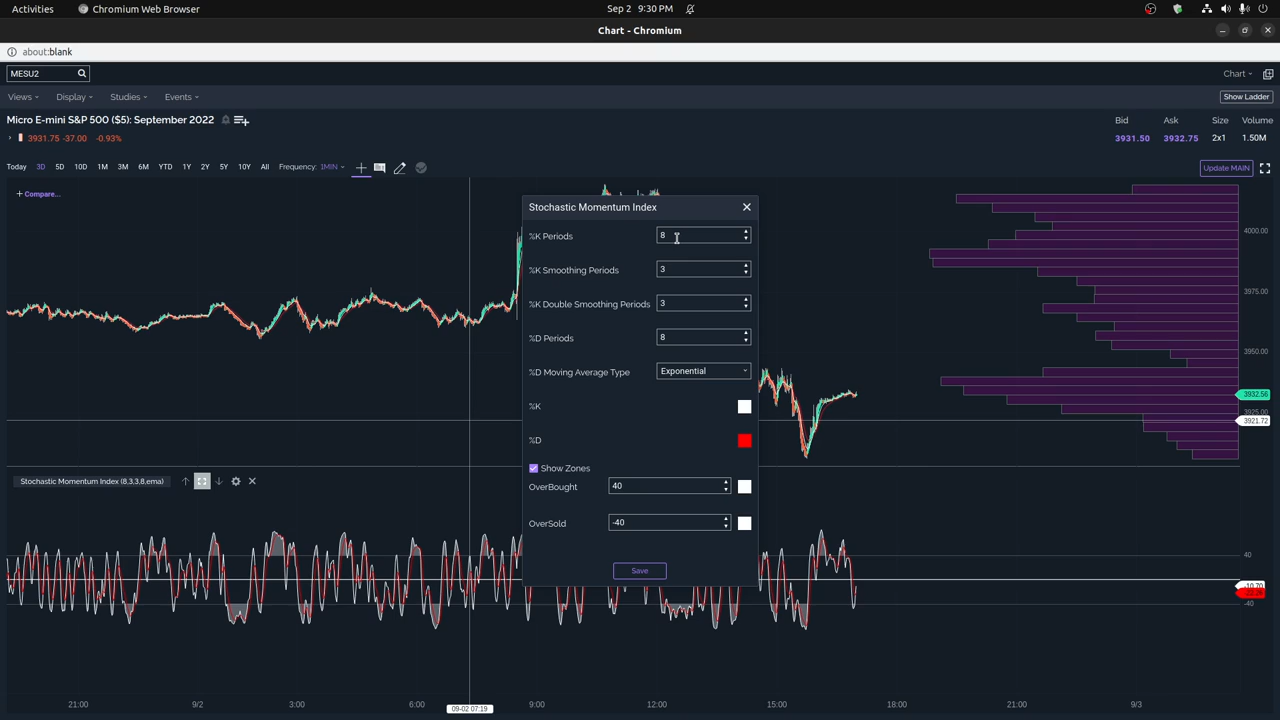 Activities
Chromium Web Browser
Sep 2 9:30 PM
Chart - Chromium
about:blank
MESU2
Chart
Views
Display
Studies
Events
Show Ladder
Micro E-mini S&P 500 ($5): September 2022
Bid Ask Size Volume
3931.75 -37.00 -0.93%
3931.50 3932.75 2x1 1.50M
Today 3D 5D 10D 1M 3M 6M YTD 1Y 2Y 5Y 10Y All Frequency: 1MIN
Update MAIN
+ Compare...
Stochastic Momentum Index
%K Periods 8
%K Smoothing Periods 3
%K Double Smoothing Periods 3
%D Periods 8
%D Moving Average Type Exponential
%K
%D
Show Zones
OverBought 40
OverSold -40
Save
4000.00
3975.00
3950.00
3932.56
3925.00
3921.72
Stochastic Momentum Index (8,3,3,8,ema)
40
-10.70
-40
21:00 9/2 3:00 6:00 09-02 07:19 9:00 12:00 15:00 18:00 21:00 9/3